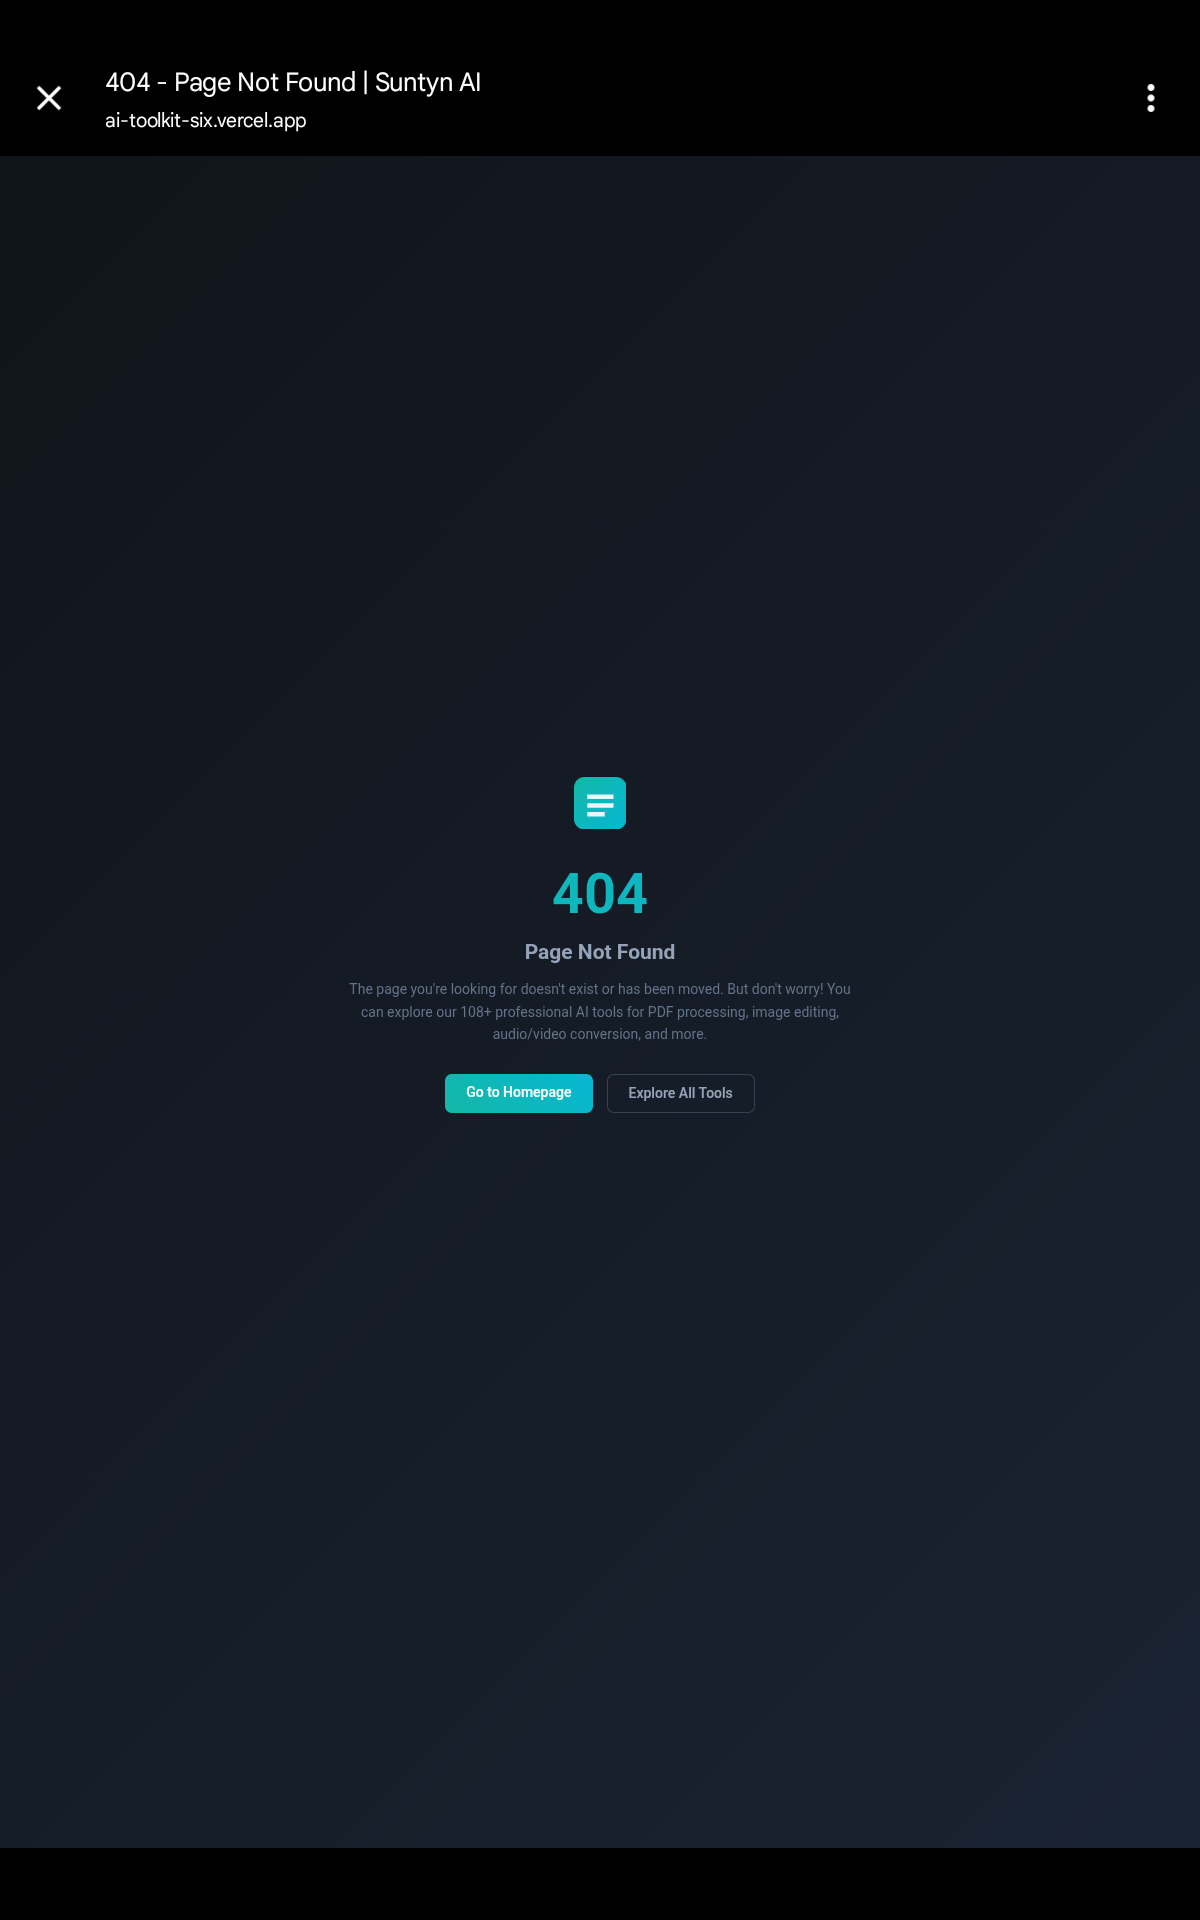 404 - Page Not Found | Suntyn AI
ai-toolkit-six.vercel.app
404
Page Not Found
The page you're looking for doesn't exist or has been moved. But don't worry! You
can explore our 108+ professional AI tools for PDF processing, image editing,
audio/video conversion, and more.
Go to Homepage
Explore All Tools